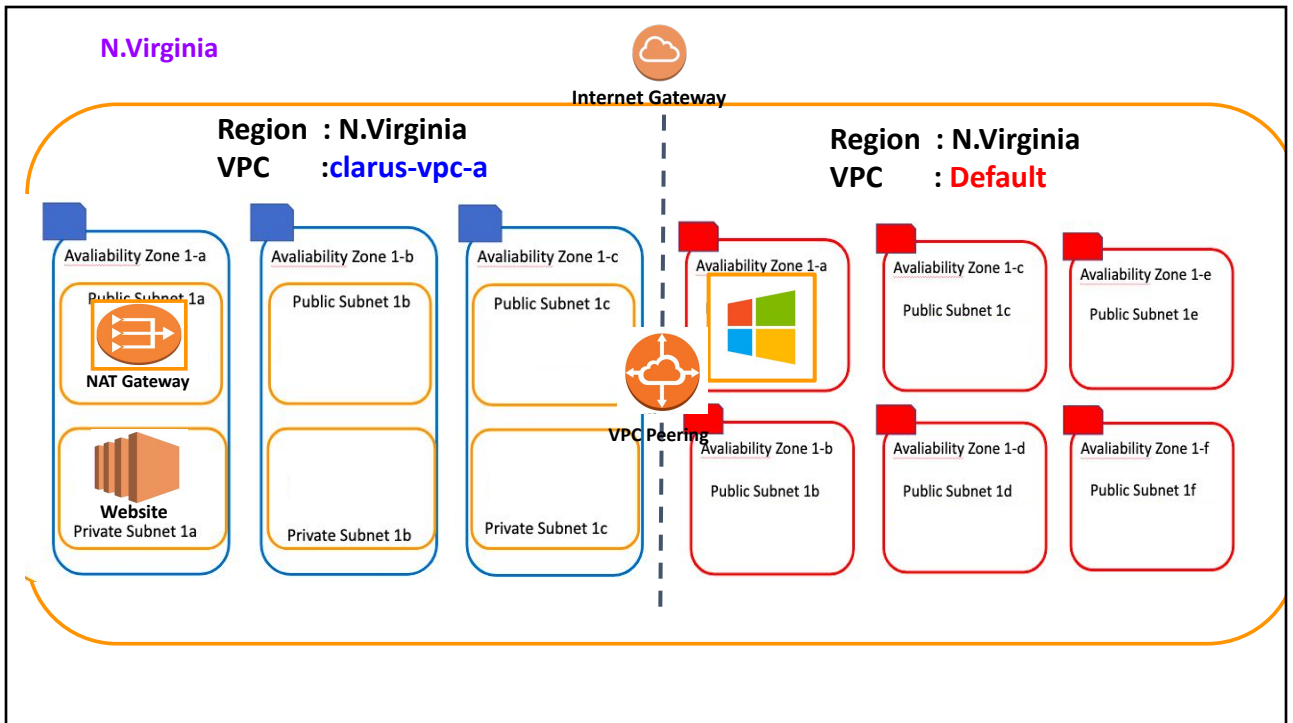 N.Virginia
Internet Gateway
Region : N.Virginia
VPC :clarus-vpc-a
Region : N.Virginia
VPC : Default
Avaliability Zone 1-a
Public Subnet 1a
NAT Gateway
Website
Private Subnet 1a
Avaliability Zone 1-b
Public Subnet 1b
Private Subnet 1b
Avaliability Zone 1-c
Public Subnet 1c
Private Subnet 1c
VPC Peering
Avaliability Zone 1-a
Avaliability Zone 1-c
Public Subnet 1c
Avaliability Zone 1-e
Public Subnet 1e
Avaliability Zone 1-b
Public Subnet 1b
Avaliability Zone 1-d
Public Subnet 1d
Avaliability Zone 1-f
Public Subnet 1f